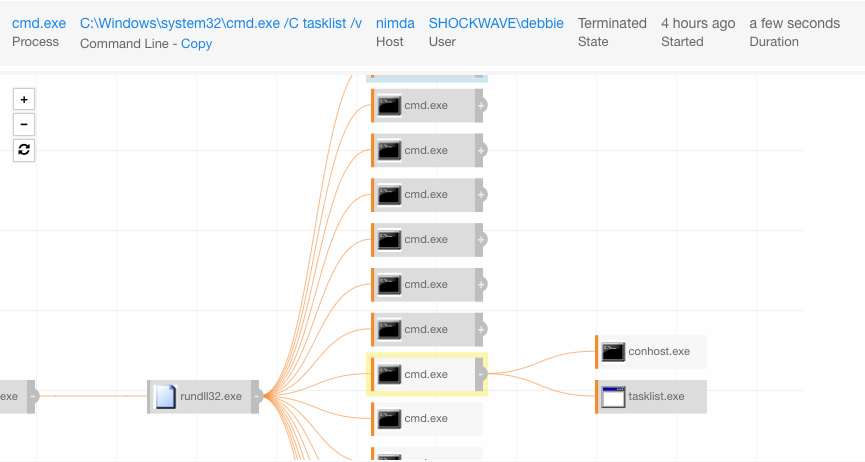 cmd.exe C:\Windows\system32\cmd.exe /C tasklist /v nimda SHOCKWAVE\debbie Terminated 4 hours ago a few seconds
Process Command Line - Copy Host User State Started Duration
+
−
cmd.exe +
cmd.exe +
cmd.exe +
cmd.exe +
cmd.exe +
cmd.exe +
conhost.exe
cmd.exe -
exe - rundll32.exe - tasklist.exe
cmd.exe